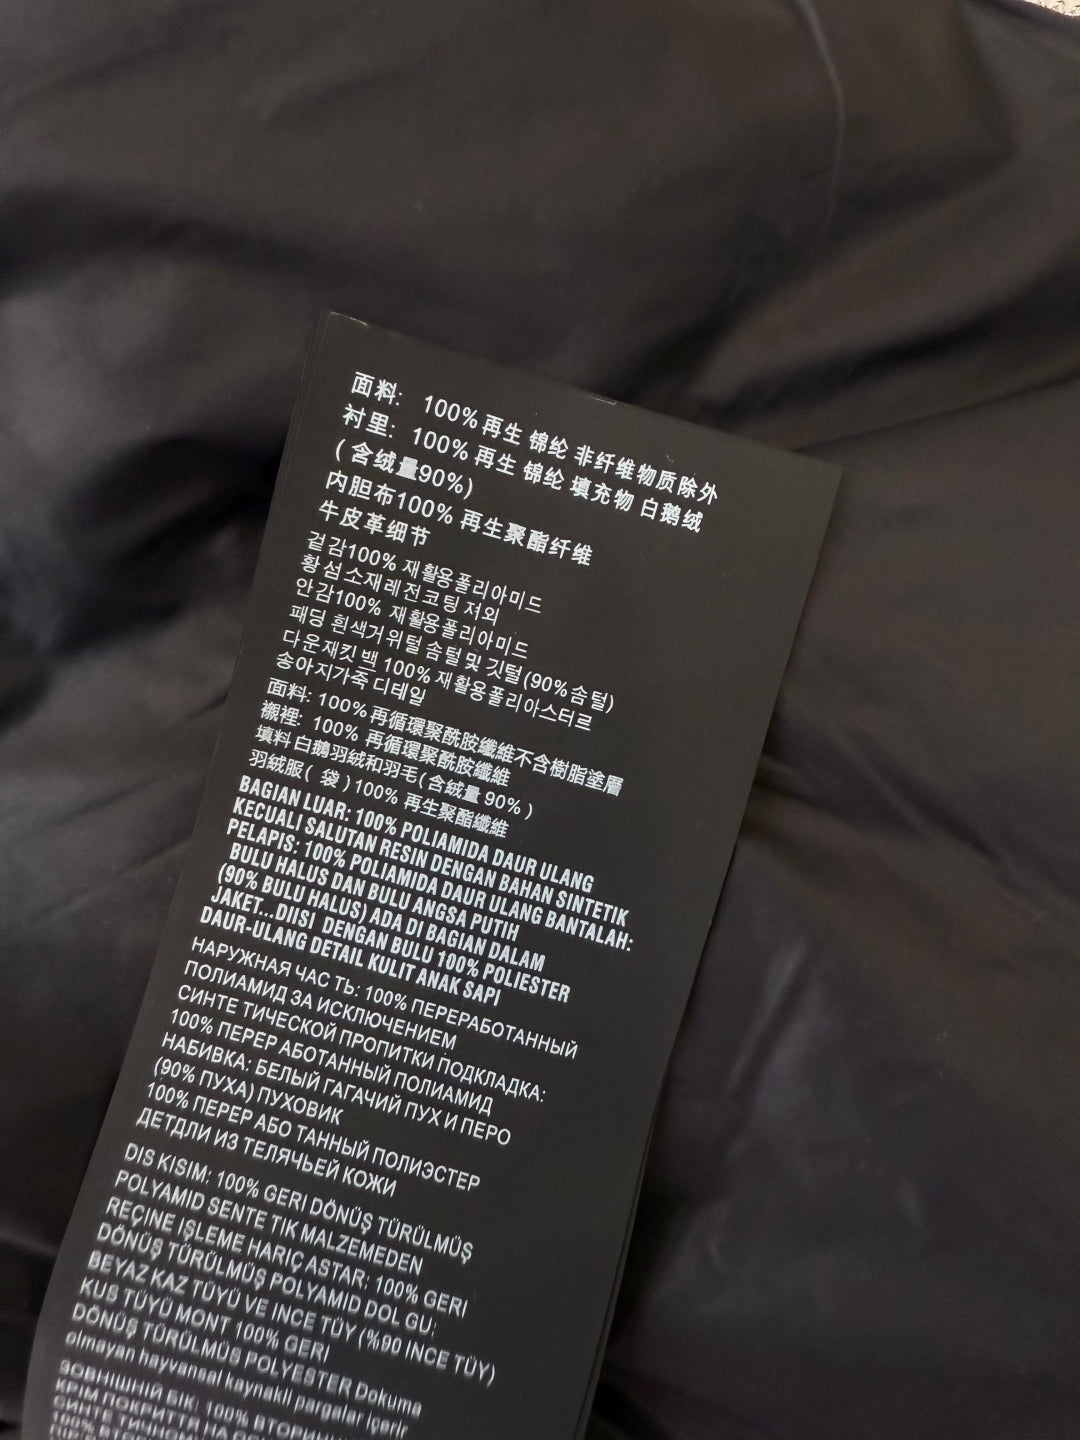 面料: 100% 再生 锦纶 非纤维物质除外
衬里: 100% 再生 锦纶 填充物 白鹅绒
(含绒量90%)
内胆布100% 再生聚酯纤维
牛皮革细节
겉감100% 재활용폴리아미드
황섬소재레전코팅 져외
안감100% 재활용폴리아미드
패딩 흰색거위털 솜털 및 깃털(90%솜털)
다운재킷 백 100% 재활용폴리아스터르
송아지가죽 디테일
面料: 100% 再循環聚酰胺纖維不含樹脂塗層
襯裡: 100% 再循環聚酰胺纖維
填料 白鵝羽絨和羽毛(含絨量 90%)
羽絨服(袋)100% 再生聚酯纖維
BAGIAN LUAR: 100% POLIAMIDA DAUR ULANG
KECUALI SALUTAN RESIN DENGAN BAHAN SINTETIK
PELAPIS: 100% POLIAMIDA DAUR ULANG BANTALAH:
BULU HALUS DAN BULU ANGSA PUTIH
(90% BULU HALUS) ADA DI BAGIAN DALAM
JAKET...DIISI DENGAN BULU 100% POLIESTER
DAUR-ULANG DETAIL KULIT ANAK SAPI
НАРУЖНАЯ ЧАС ТЬ: 100% ПЕРЕРАБОТАННЫЙ
ПОЛИАМИД ЗА ИСКЛЮЧЕНИЕМ
СИНТЕ ТИЧЕСКОЙ ПРОПИТКИ ПОДКЛАДКА:
100% ПЕРЕР АБОТАННЫЙ ПОЛИАМИД
НАБИВКА: БЕЛЫЙ ГАГАЧИЙ ПУХ И ПЕРО
(90% ПУХА) ПУХОВИК
100% ПЕРЕР АБО ТАННЫЙ ПОЛИЭСТЕР
ДЕТДЛИ ИЗ ТЕЛЯЧЬЕЙ КОЖИ
DIS KISIM: 100% GERI DÖNÜŞ TÜRÜLMÜŞ
POLYAMID SENTE TIK MALZEMEDEN
REÇINE IŞLEME HARIÇ ASTAR: 100% GERI
DÖNÜŞ TÜRÜLMÜŞ POLYAMID DOL GU:
BEYAZ KAZ TÜYÜ VE INCE TÜY (%90 INCE TÜY)
KUS TÜYÜ MONT 100% GERI
DÖNÜŞ TÜRÜLMÜŞ POLYESTER Dokuma
olmayan hayvansal kaynakli pargalar içerir
ЗОВНІШНІЙ БІК: 100% ВТОРИНН
КРІМ ПОКРИТТЯ НА
СИНТЕ ТИЧНО
100% ВТОР